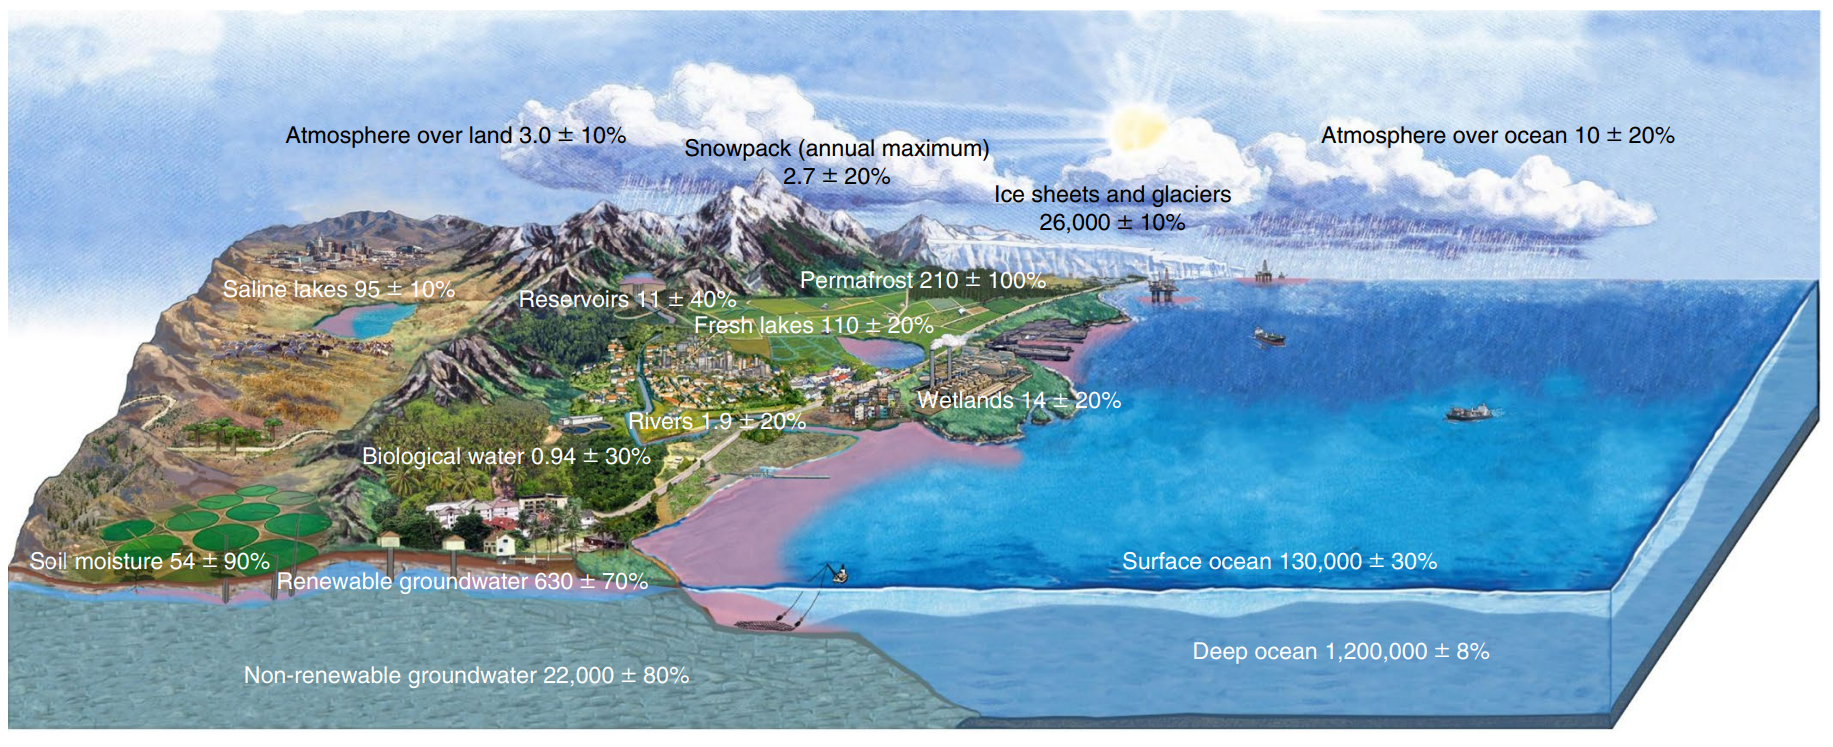 Atmosphere over land 3.0 ± 10%
Atmosphere over ocean 10 ± 20%
Snowpack (annual maximum)
2.7 ± 20%
Ice sheets and glaciers
26,000 ± 10%
Permafrost 210 ± 100%
Saline lakes 95 ± 10%
Reservoirs 11 ± 40%
Fresh lakes 110 ± 20%
Wetlands 14 ± 20%
Rivers 1.9 ± 20%
Biological water 0.94 ± 30%
Soil moisture 54 ± 90%
Surface ocean 130,000 ± 30%
Renewable groundwater 630 ± 70%
Deep ocean 1,200,000 ± 8%
Non-renewable groundwater 22,000 ± 80%